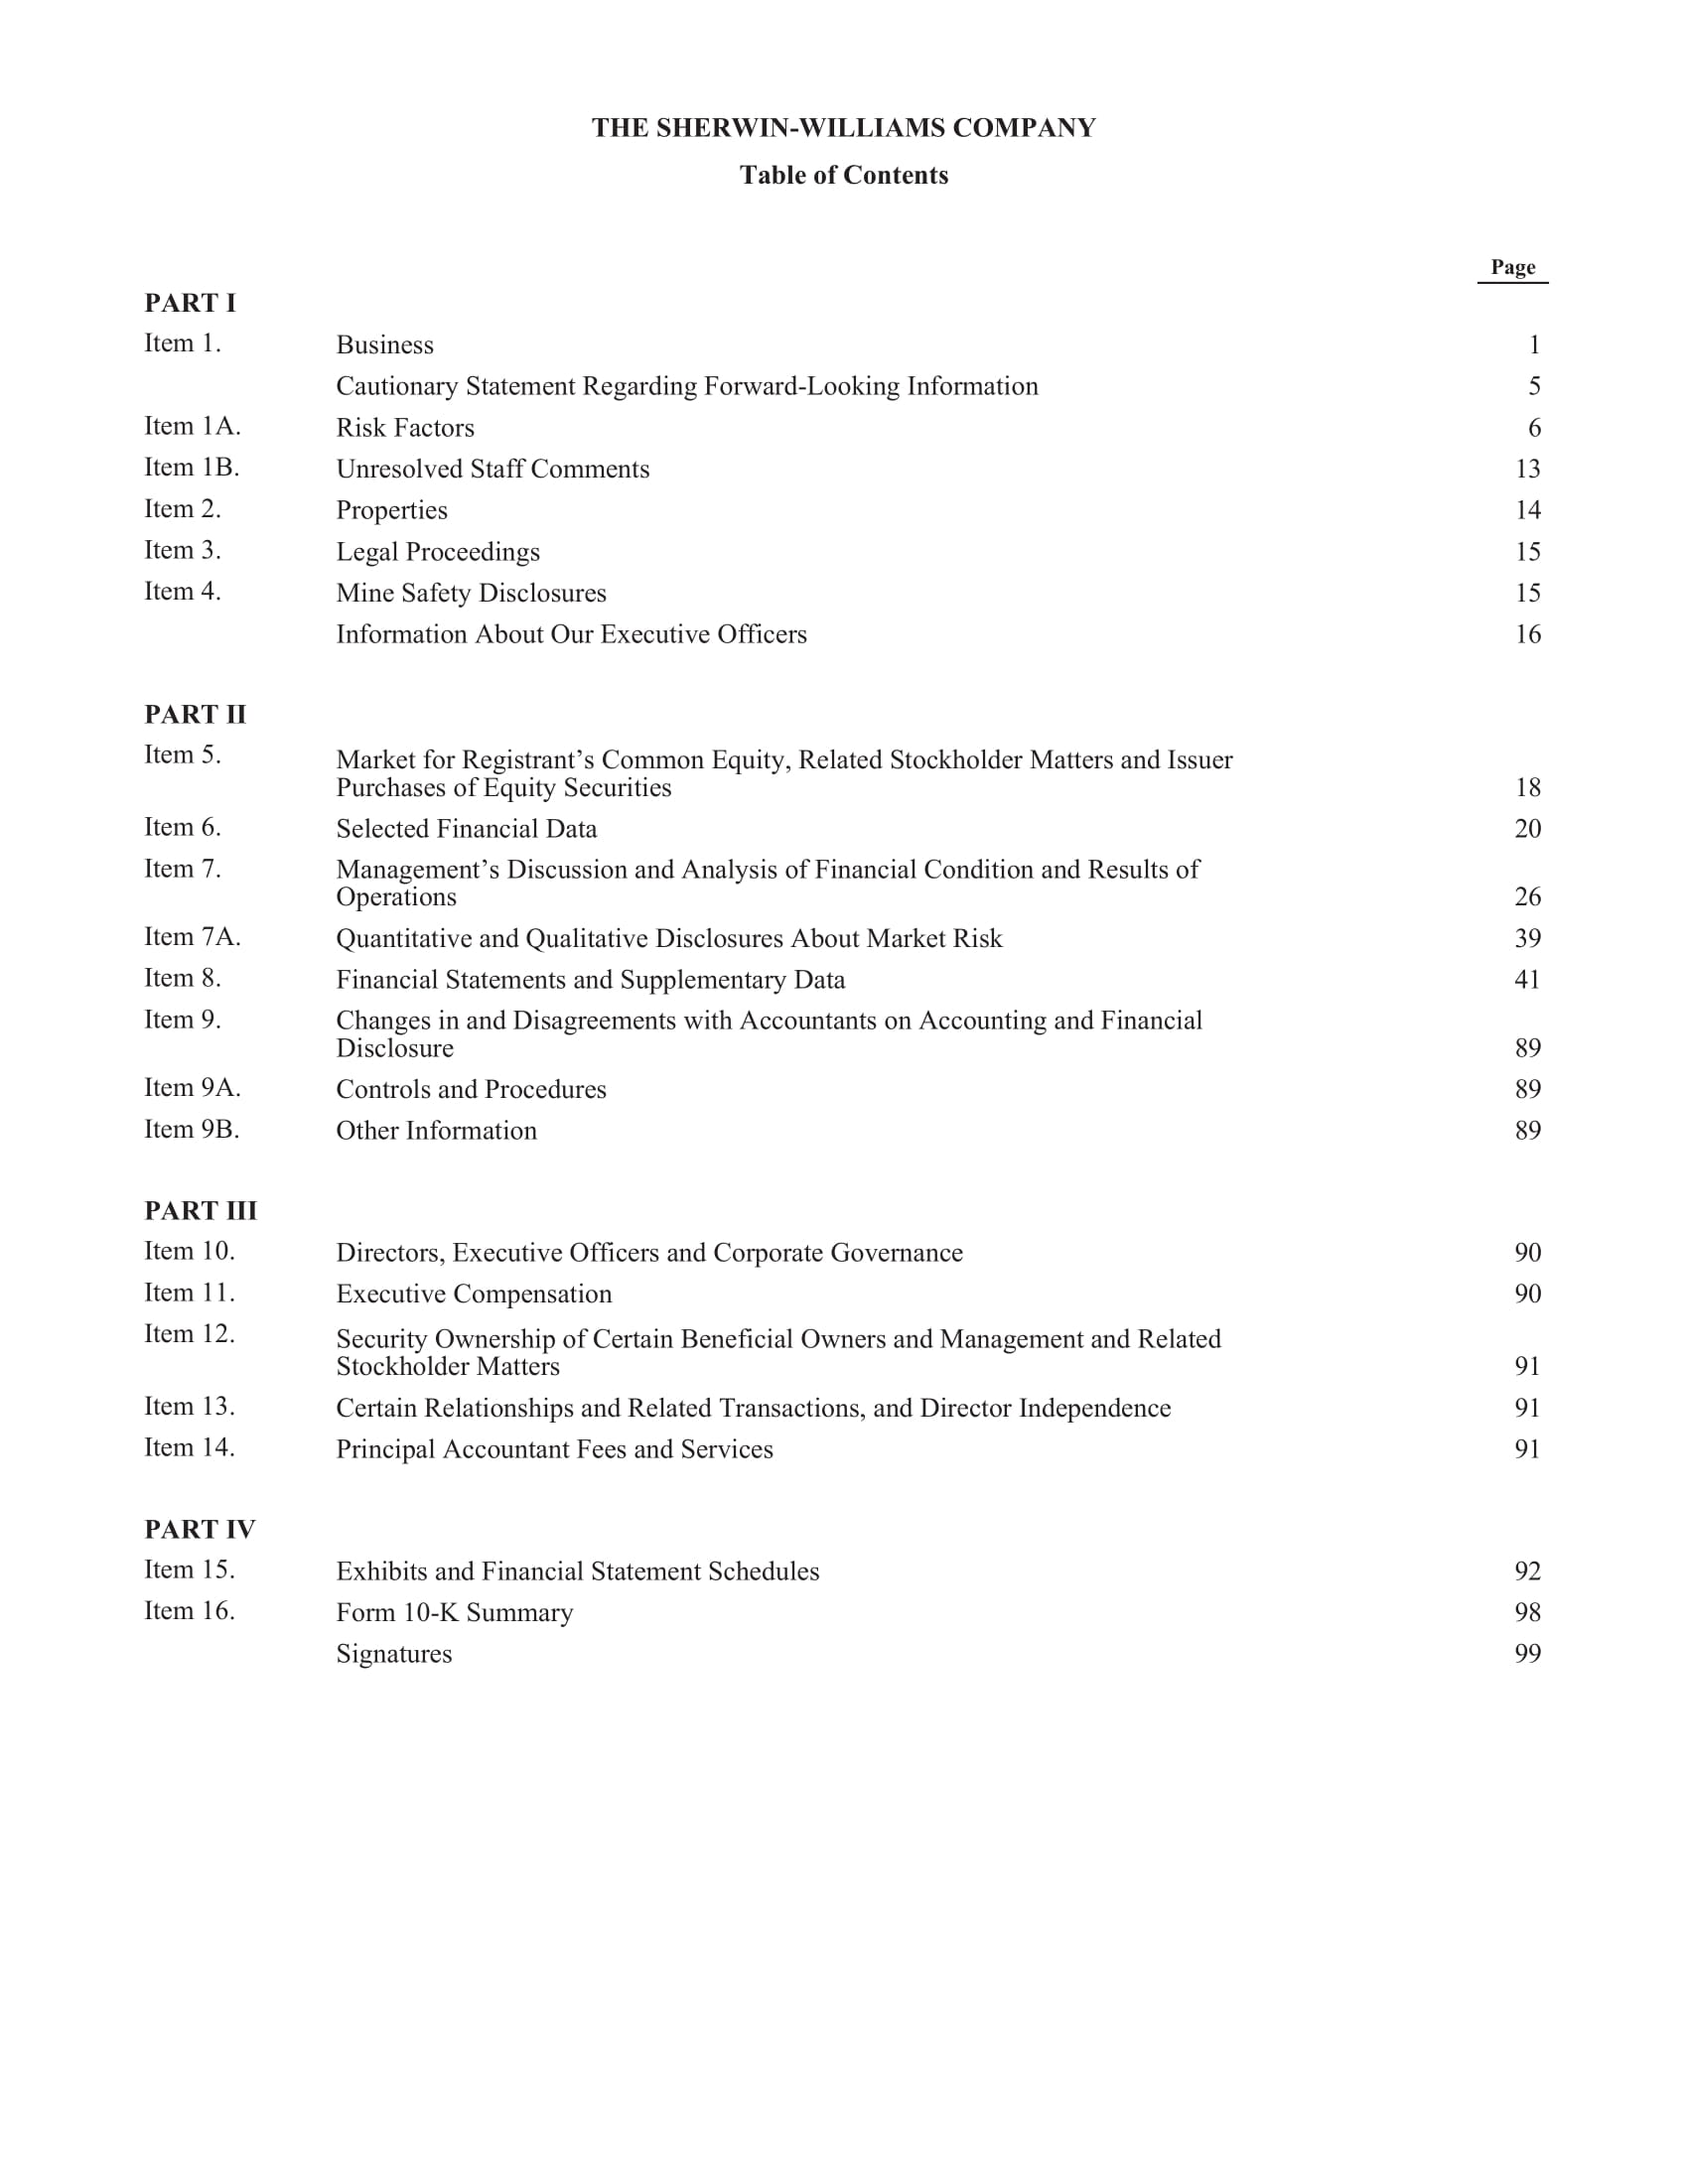 THE SHERWIN-WILLIAMS COMPANY
Table of Contents
Page
PART I
Item 1. Business 1
Cautionary Statement Regarding Forward-Looking Information 5
Item 1A. Risk Factors 6
Item 1B. Unresolved Staff Comments 13
Item 2. Properties 14
Item 3. Legal Proceedings 15
Item 4. Mine Safety Disclosures 15
Information About Our Executive Officers 16
PART II
Item 5. Market for Registrant’s Common Equity, Related Stockholder Matters and Issuer
Purchases of Equity Securities 18
Item 6. Selected Financial Data 20
Item 7. Management’s Discussion and Analysis of Financial Condition and Results of
Operations 26
Item 7A. Quantitative and Qualitative Disclosures About Market Risk 39
Item 8. Financial Statements and Supplementary Data 41
Item 9. Changes in and Disagreements with Accountants on Accounting and Financial
Disclosure 89
Item 9A. Controls and Procedures 89
Item 9B. Other Information 89
PART III
Item 10. Directors, Executive Officers and Corporate Governance 90
Item 11. Executive Compensation 90
Item 12. Security Ownership of Certain Beneficial Owners and Management and Related
Stockholder Matters 91
Item 13. Certain Relationships and Related Transactions, and Director Independence 91
Item 14. Principal Accountant Fees and Services 91
PART IV
Item 15. Exhibits and Financial Statement Schedules 92
Item 16. Form 10-K Summary 98
Signatures 99